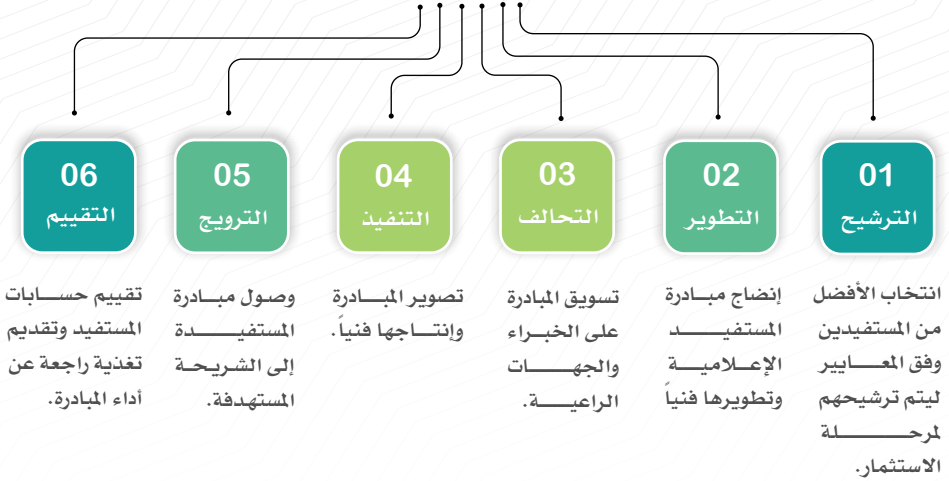 01
الترشيح
انتخاب الأفضل
من المستفيدين
وفق المعايير
ليتم ترشيحهم
لمرحلة
الاستثمار.
02
التطوير
إنضاج مبادرة
المستفيد
الإعلامية
وتطويرها فنياً
03
التحالف
تسويق المبادرة
على الخبراء
والجهات
الراعية.
04
التنفيذ
تصوير المبادرة
وإنتاجها فنياً.
05
الترويج
وصول مبادرة
المستفيدة
إلى الشريحة
المستهدفة.
06
التقييم
تقييم حسابات
المستفيد وتقديم
تغذية راجعة عن
أداء المبادرة.